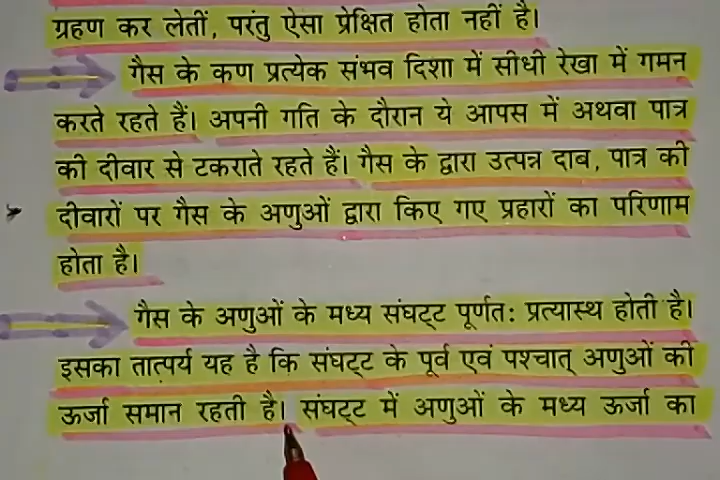 ग्रहण कर लेतीं, परंतु ऐसा प्रेक्षित होता नहीं है।
गैस के कण प्रत्येक संभव दिशा में सीधी रेखा में गमन
करते रहते हैं। अपनी गति के दौरान ये आपस में अथवा पात्र
की दीवार से टकराते रहते हैं। गैस के द्वारा उत्पन्न दाब, पात्र की
दीवारों पर गैस के अणुओं द्वारा किए गए प्रहारों का परिणाम
होता है।
गैस के अणुओं के मध्य संघट्ट पूर्णत: प्रत्यास्थ होती है।
इसका तात्पर्य यह है कि संघट्ट के पूर्व एवं पश्चात् अणुओं की
ऊर्जा समान रहती है। संघट्ट में अणुओं के मध्य ऊर्जा का